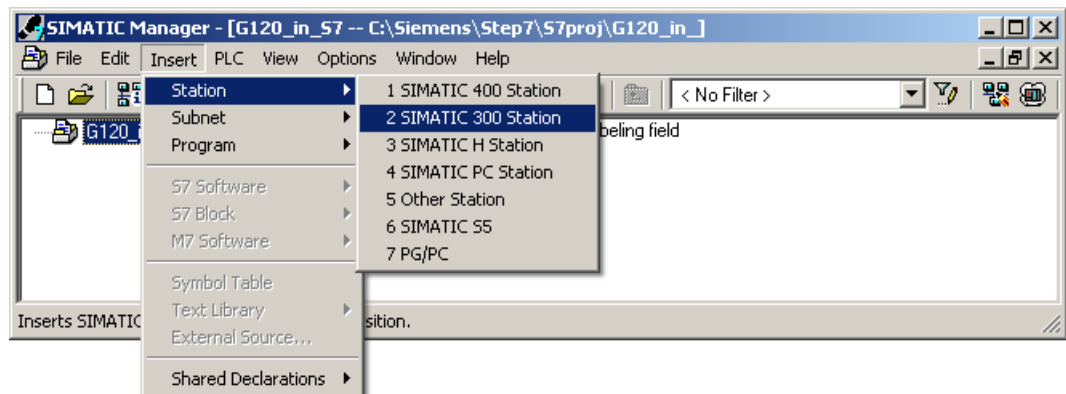 SIMATIC Manager - [G120_in_S7 -- C:\Siemens\Step7\S7proj\G120_in_]
File Edit Insert PLC View Options Window Help
< No Filter >
Station
Subnet
Program
S7 Software
S7 Block
M7 Software
Symbol Table
Text Library
External Source...
Shared Declarations
1 SIMATIC 400 Station
2 SIMATIC 300 Station
3 SIMATIC H Station
4 SIMATIC PC Station
5 Other Station
6 SIMATIC S5
7 PG/PC
G120_
beling field
Inserts SIMATIC
sition.